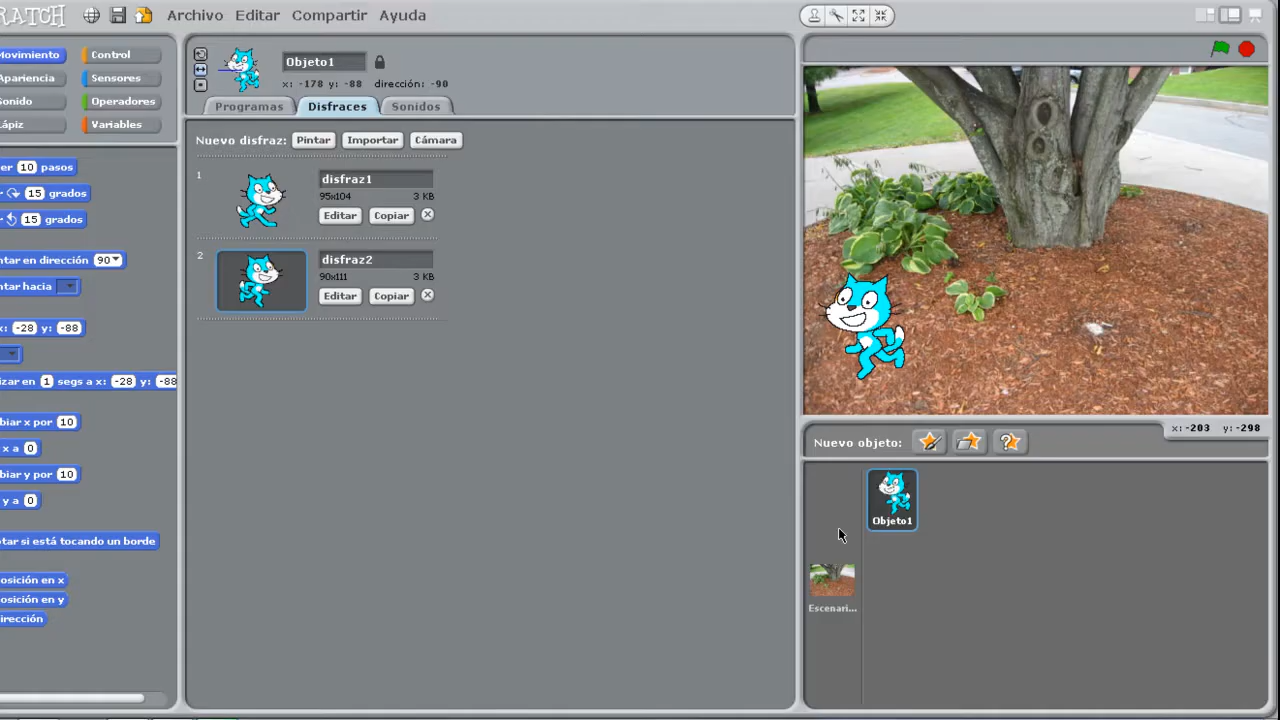 RATCH Archivo Editar Compartir Ayuda
Movimiento Control
Apariencia Sensores
Sonido Operadores
Lápiz Variables
er 10 pasos
r 15 grados
r 15 grados
ntar en dirección 90
ntar hacia
x: -28 y: -88
izar en 1 segs a x: -28 y: -88
biar x por 10
x a 0
biar y por 10
y a 0
otar si está tocando un borde
osición en x
osición en y
irección
Objeto1
x: -178 y: -88 dirección: -90
Programas Disfraces Sonidos
Nuevo disfraz: Pintar Importar Cámara
1 disfraz1
95x104 3 KB
Editar Copiar
2 disfraz2
90x111 3 KB
Editar Copiar
x: -203 y: -298
Nuevo objeto:
Objeto1
Escenari...